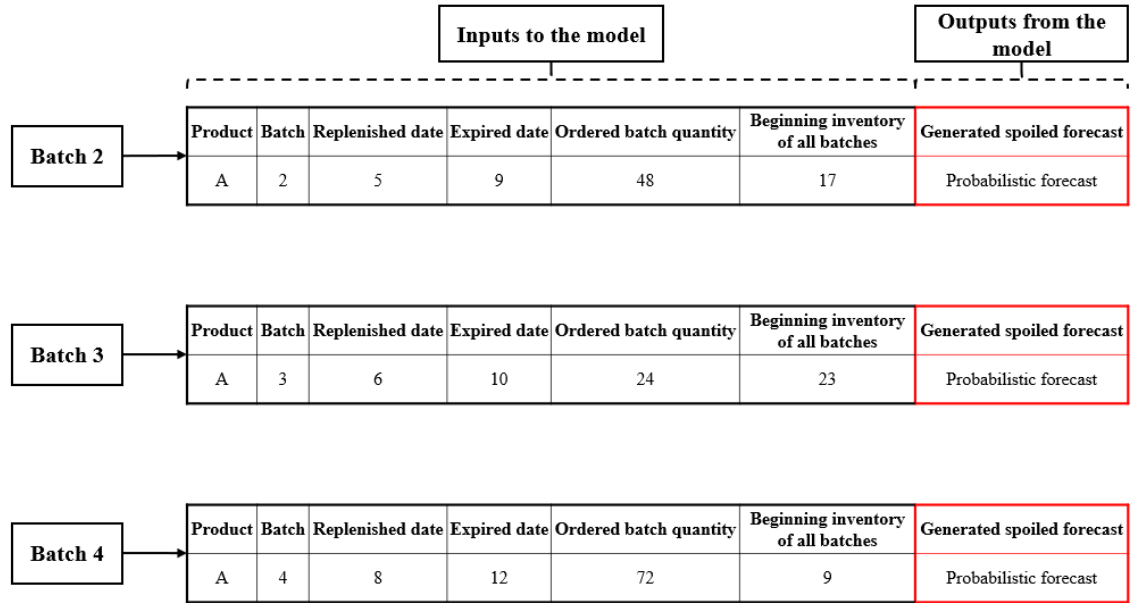 Inputs to the model
Outputs from the
model
Batch 2
Product Batch Replenished date Expired date Ordered batch quantity Beginning inventory
of all batches Generated spoiled forecast
A 2 5 9 48 17 Probabilistic forecast
Batch 3
Product Batch Replenished date Expired date Ordered batch quantity Beginning inventory
of all batches Generated spoiled forecast
A 3 6 10 24 23 Probabilistic forecast
Batch 4
Product Batch Replenished date Expired date Ordered batch quantity Beginning inventory
of all batches Generated spoiled forecast
A 4 8 12 72 9 Probabilistic forecast